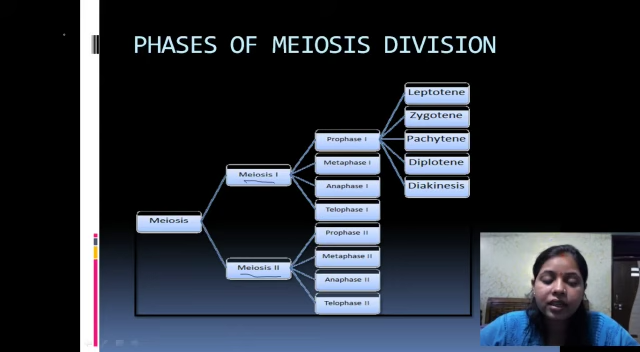 PHASES OF MEIOSIS DIVISION
Leptotene
Zygotene
Prophase I
Pachytene
Metaphase I
Diplotene
Meiosis I
Anaphase I
Diakinesis
Telophase I
Meiosis
Prophase II
Metaphase II
Meiosis II
Anaphase II
Telophase II